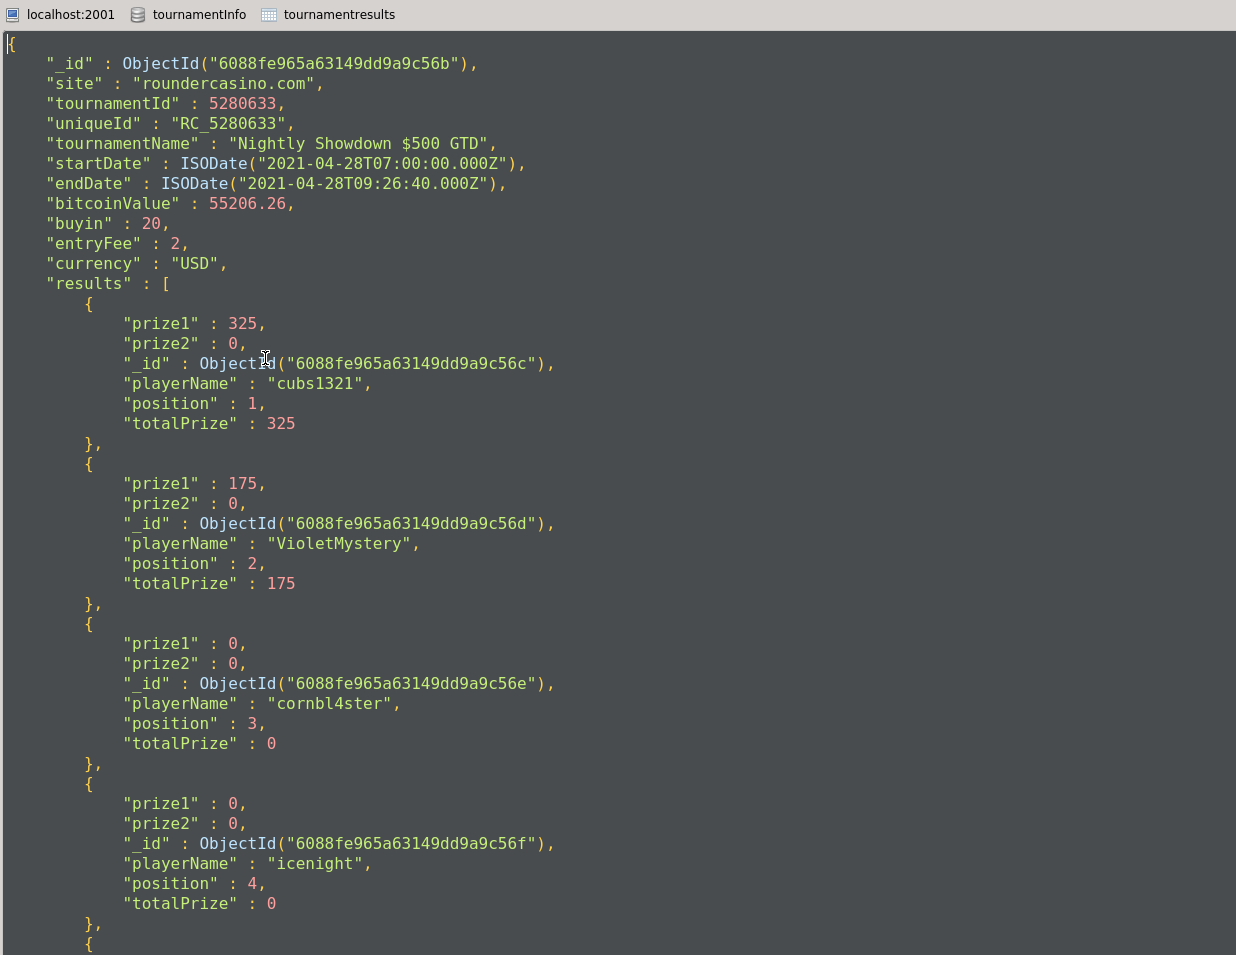 localhost:2001 tournamentInfo tournamentresults
{
    "_id" : ObjectId("6088fe965a63149dd9a9c56b"),
    "site" : "roundercasino.com",
    "tournamentId" : 5280633,
    "uniqueId" : "RC_5280633",
    "tournamentName" : "Nightly Showdown $500 GTD",
    "startDate" : ISODate("2021-04-28T07:00:00.000Z"),
    "endDate" : ISODate("2021-04-28T09:26:40.000Z"),
    "bitcoinValue" : 55206.26,
    "buyin" : 20,
    "entryFee" : 2,
    "currency" : "USD",
    "results" : [
        {
            "prize1" : 325,
            "prize2" : 0,
            "_id" : ObjectId("6088fe965a63149dd9a9c56c"),
            "playerName" : "cubs1321",
            "position" : 1,
            "totalPrize" : 325
        },
        {
            "prize1" : 175,
            "prize2" : 0,
            "_id" : ObjectId("6088fe965a63149dd9a9c56d"),
            "playerName" : "VioletMystery",
            "position" : 2,
            "totalPrize" : 175
        },
        {
            "prize1" : 0,
            "prize2" : 0,
            "_id" : ObjectId("6088fe965a63149dd9a9c56e"),
            "playerName" : "cornbl4ster",
            "position" : 3,
            "totalPrize" : 0
        },
        {
            "prize1" : 0,
            "prize2" : 0,
            "_id" : ObjectId("6088fe965a63149dd9a9c56f"),
            "playerName" : "icenight",
            "position" : 4,
            "totalPrize" : 0
        },
        {